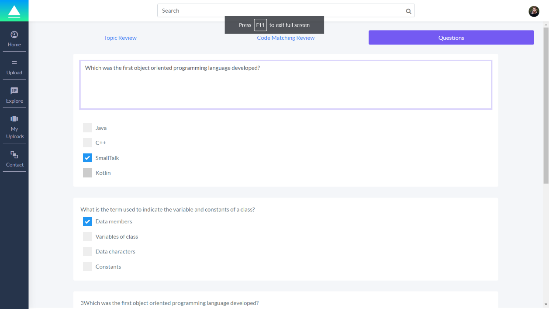 Search
Press F11 to exit full screen
Topic Review
Code Matching Review
Questions
Home
Upload
Explore
My
Uploads
Contact
Which was the first object oriented programming language developed?
Java
C++
SmallTalk
Kotlin
What is the term used to indicate the variable and constants of a class?
Data members
Variables of class
Data characters
Constants
3Which was the first object oriented programming language developed?